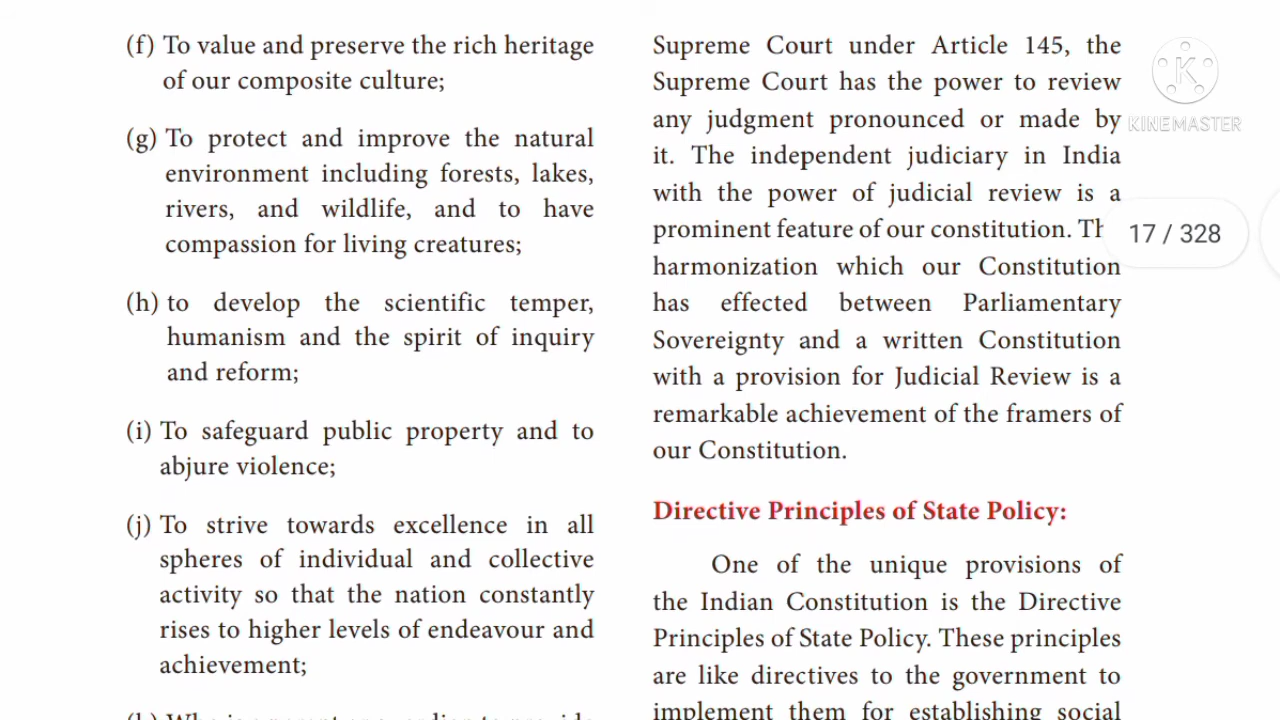 (f) To value and preserve the rich heritage
of our composite culture;
(g) To protect and improve the natural
environment including forests, lakes,
rivers, and wildlife, and to have
compassion for living creatures;
(h) to develop the scientific temper,
humanism and the spirit of inquiry
and reform;
(i) To safeguard public property and to
abjure violence;
(j) To strive towards excellence in all
spheres of individual and collective
activity so that the nation constantly
rises to higher levels of endeavour and
achievement;
Supreme Court under Article 145, the
Supreme Court has the power to review
any judgment pronounced or made by
it. The independent judiciary in India
with the power of judicial review is a
prominent feature of our constitution.
harmonization which our Constitution
has effected between Parliamentary
Sovereignty and a written Constitution
with a provision for Judicial Review is a
remarkable achievement of the framers of
our Constitution.
Directive Principles of State Policy:
One of the unique provisions of
the Indian Constitution is the Directive
Principles of State Policy. These principles
are like directives to the government to
implement them for establishing social
K
KINEMASTER
17 / 328